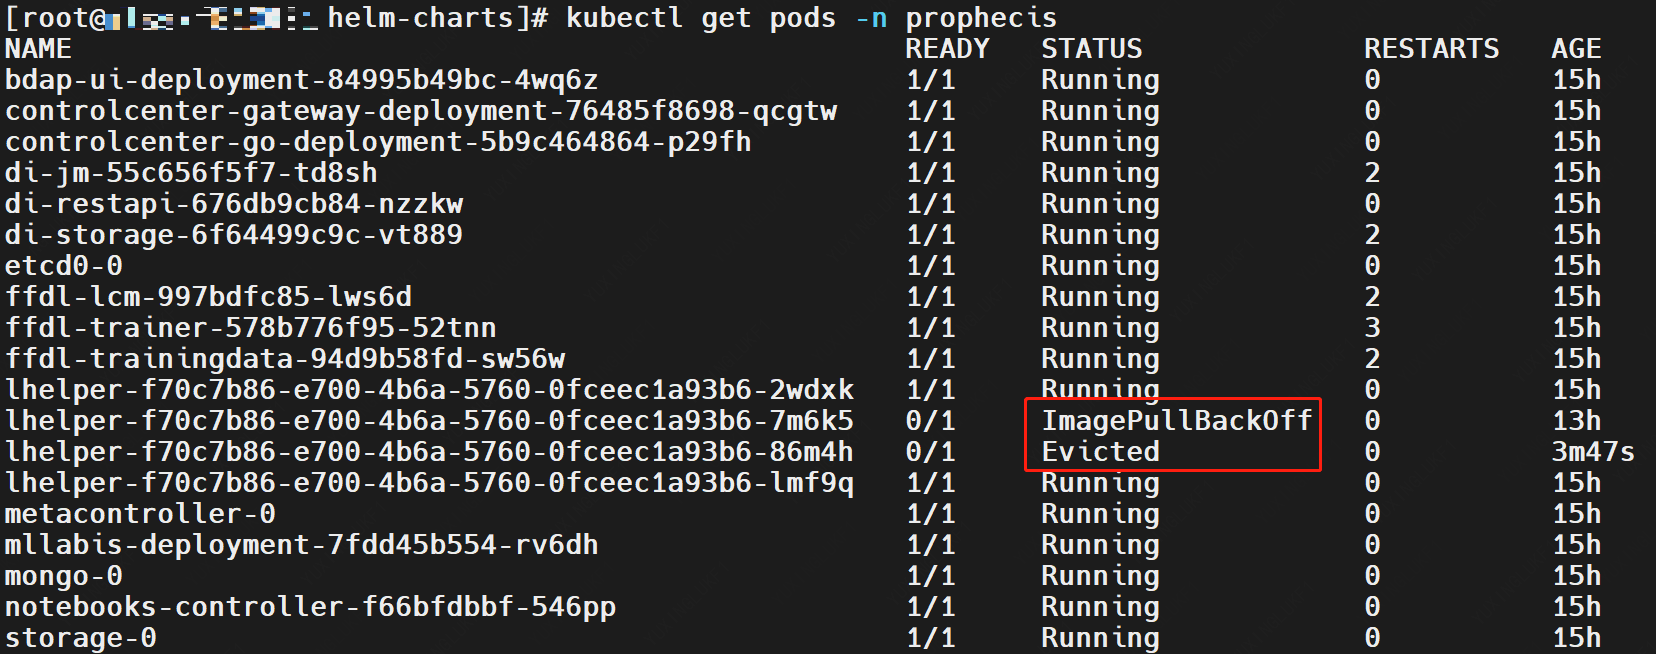 [root@ helm-charts]# kubectl get pods -n prophecis
NAME READY STATUS RESTARTS AGE
bdap-ui-deployment-84995b49bc-4wq6z 1/1 Running 0 15h
controlcenter-gateway-deployment-76485f8698-qcgtw 1/1 Running 0 15h
controlcenter-go-deployment-5b9c464864-p29fh 1/1 Running 0 15h
di-jm-55c656f5f7-td8sh 1/1 Running 2 15h
di-restapi-676db9cb84-nzzkw 1/1 Running 0 15h
di-storage-6f64499c9c-vt889 1/1 Running 2 15h
etcd0-0 1/1 Running 0 15h
ffdl-lcm-997bdfc85-lws6d 1/1 Running 2 15h
ffdl-trainer-578b776f95-52tnn 1/1 Running 3 15h
ffdl-trainingdata-94d9b58fd-sw56w 1/1 Running 2 15h
lhelper-f70c7b86-e700-4b6a-5760-0fceec1a93b6-2wdxk 1/1 Running 0 15h
lhelper-f70c7b86-e700-4b6a-5760-0fceec1a93b6-7m6k5 0/1 ImagePullBackOff 0 13h
lhelper-f70c7b86-e700-4b6a-5760-0fceec1a93b6-86m4h 0/1 Evicted 0 3m47s
lhelper-f70c7b86-e700-4b6a-5760-0fceec1a93b6-lmf9q 1/1 Running 0 15h
metacontroller-0 1/1 Running 0 15h
mllabis-deployment-7fdd45b554-rv6dh 1/1 Running 0 15h
mongo-0 1/1 Running 0 15h
notebooks-controller-f66bfdbbf-546pp 1/1 Running 0 15h
storage-0 1/1 Running 0 15h